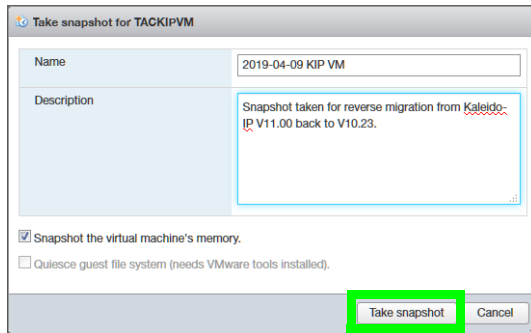 Take snapshot for TACKIPVM
Name
2019-04-09 KIP VM
Description
Snapshot taken for reverse migration from Kaleido-
IP V11.00 back to V10.23.
Snapshot the virtual machine's memory.
Quiesce guest file system (needs VMware tools installed).
Take snapshot
Cancel